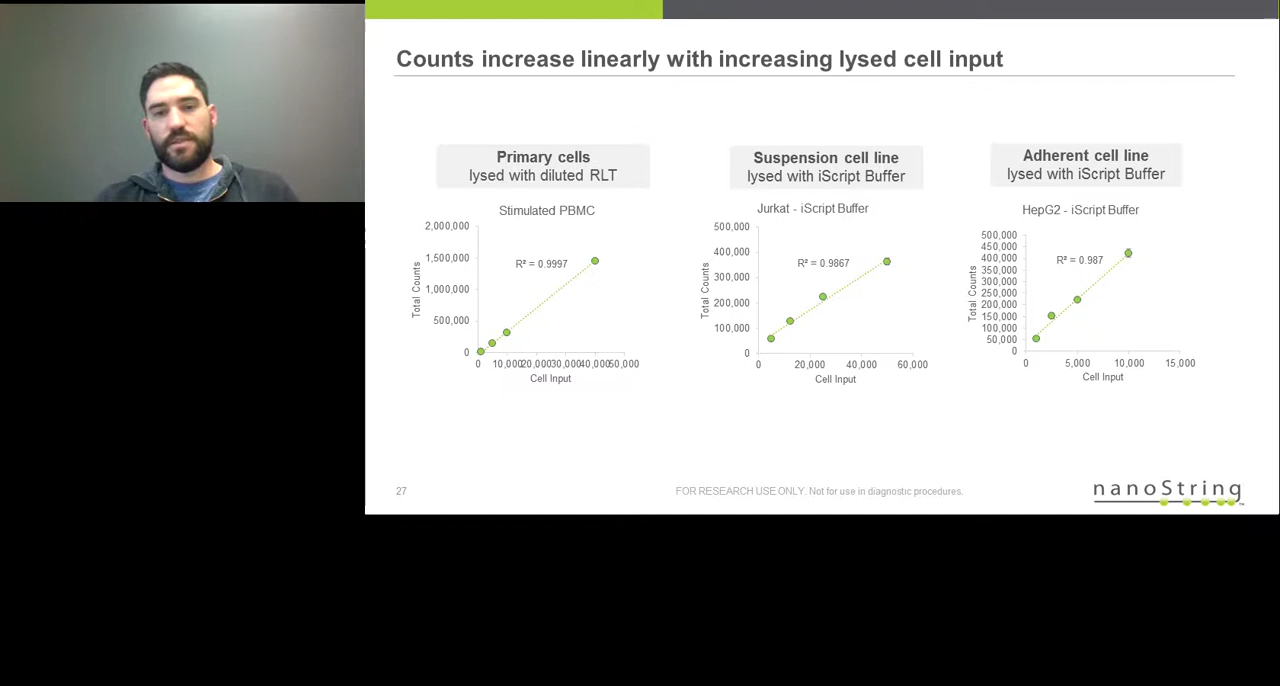 Counts increase linearly with increasing lysed cell input
Primary cells
lysed with diluted RLT
Suspension cell line
lysed with iScript Buffer
Adherent cell line
lysed with iScript Buffer
Stimulated PBMC
2,000,000
1,500,000
1,000,000
500,000
0
Total Counts
R² = 0.9997
0 10,000 20,000 30,000 40,000 50,000
Cell Input
Jurkat - iScript Buffer
500,000
400,000
300,000
200,000
100,000
0
Total Counts
R² = 0.9867
0 20,000 40,000 60,000
Cell Input
HepG2 - iScript Buffer
500,000
450,000
400,000
350,000
300,000
250,000
200,000
150,000
100,000
50,000
0
Total Counts
R² = 0.987
0 5,000 10,000 15,000
Cell Input
27
FOR RESEARCH USE ONLY. Not for use in diagnostic procedures.
nanoString